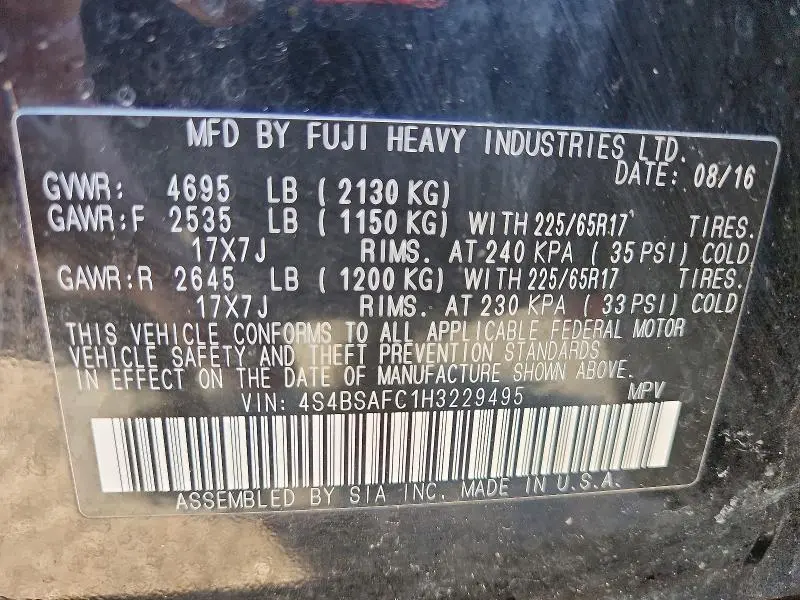 MFD BY FUJI HEAVY INDUSTRIES LTD.
DATE: 08/16
GVWR: 4695 LB ( 2130 KG)
GAWR:F 2535 LB ( 1150 KG) WITH 225/65R17 TIRES.
17X7J RIMS. AT 240 KPA ( 35 PSI) COLD
GAWR:R 2645 LB ( 1200 KG) WITH 225/65R17 TIRES.
17X7J RIMS. AT 230 KPA ( 33 PSI) COLD
THIS VEHICLE CONFORMS TO ALL APPLICABLE FEDERAL MOTOR
VEHICLE SAFETY AND THEFT PREVENTION STANDARDS
IN EFFECT ON THE DATE OF MANUFACTURE SHOWN ABOVE.
VIN: 4S4BSAFC1H3229495 MPV
ASSEMBLED BY SIA INC. MADE IN U.S.A.